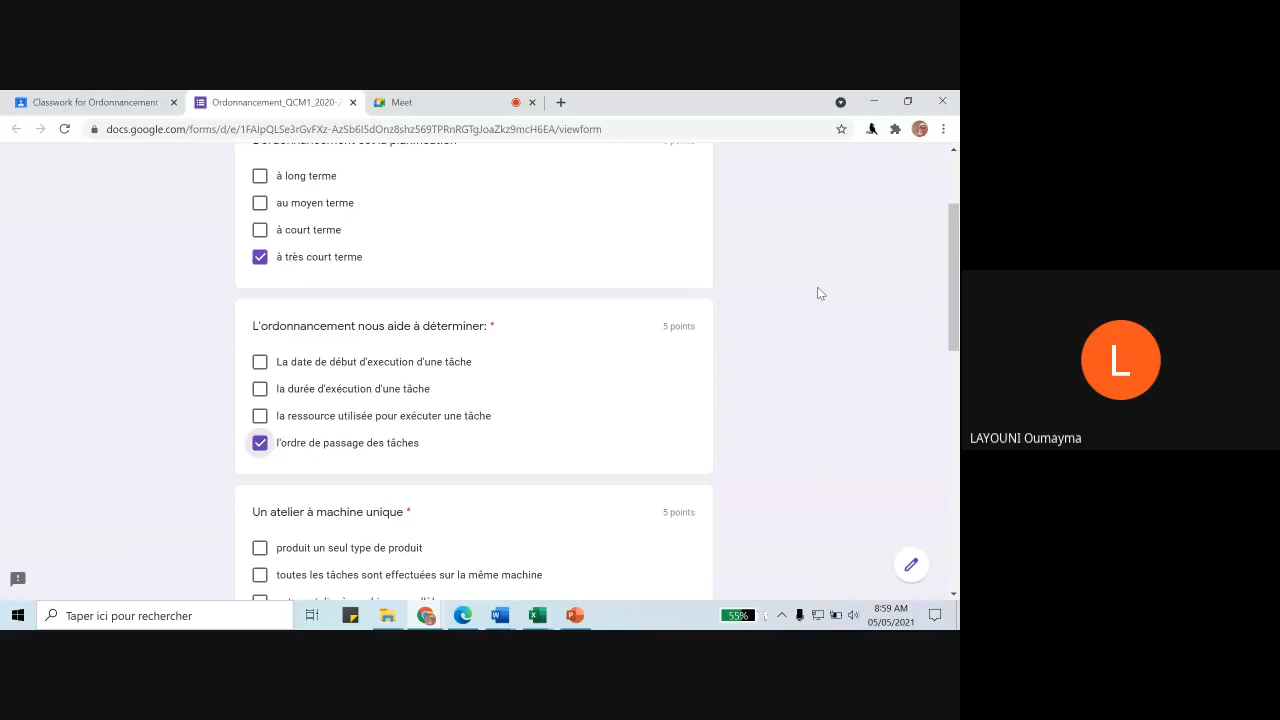 Classwork for Ordonnancement
Ordonnancement_QCM1_2020-2
Meet
docs.google.com/forms/d/e/1FAIpQLSe3rGvFXz-AzSb6I5dOnz8shz569TPRnRGTgJoaZkz9mcH6EA/viewform
L'ordonnancement est la planification
à long terme
au moyen terme
à court terme
à très court terme
L'ordonnancement nous aide à déterminer: *
5 points
La date de début d'execution d'une tâche
la durée d'exécution d'une tâche
la ressource utilisée pour exécuter une tâche
l'ordre de passage des tâches
Un atelier à machine unique *
5 points
produit un seul type de produit
toutes les tâches sont effectuées sur la même machine
Taper ici pour rechercher
55%
8:59 AM
05/05/2021
L
LAYOUNI Oumayma